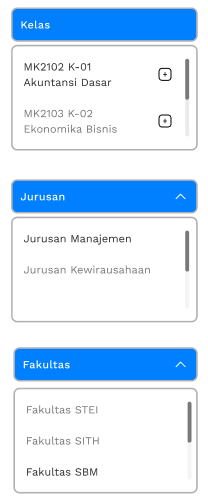 Kelas
MK2102 K-01
Akuntansi Dasar
MK2103 K-02
Ekonomika Bisnis
Jurusan
Jurusan Manajemen
Jurusan Kewirausahaan
Fakultas
Fakultas STEI
Fakultas SITH
Fakultas SBM